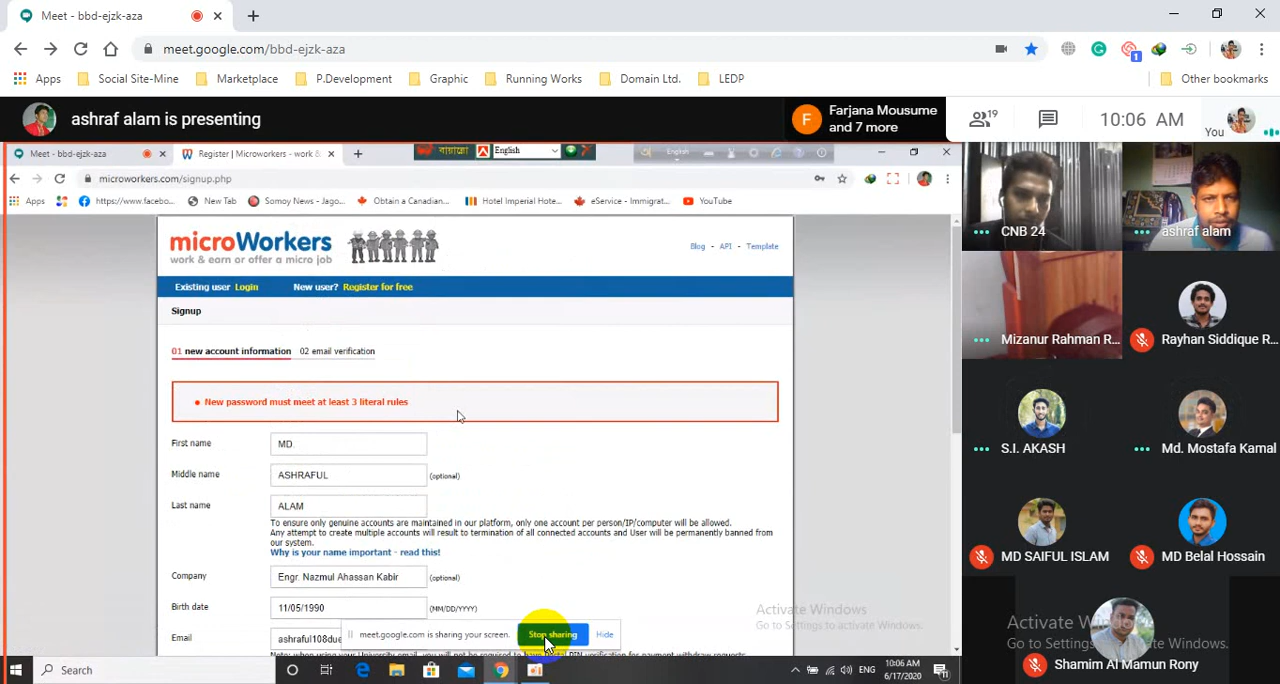 Meet - bbd-ejzk-aza
meet.google.com/bbd-ejzk-aza
1
Apps Social Site-Mine Marketplace P.Development Graphic Running Works Domain Ltd. LEDP Other bookmarks
ashraf alam is presenting
F
Farjana Mousume
and 7 more
19
10:06 AM
You
Meet - bbd-ejzk-aza Register | Microworkers - work &
English
English
microworkers.com/signup.php
Apps https://www.facebo... New Tab Somoy News - Jago... Obtain a Canadian... Hotel Imperial Hote... eService - Immigrat... YouTube
microWorkers
work & earn or offer a micro job
Blog - API - Template
Existing user Login New user? Register for free
Signup
01 new account information 02 email verification
New password must meet at least 3 literal rules
First name MD.
Middle name ASHRAFUL (optional)
Last name ALAM
To ensure only genuine accounts are maintained in our platform, only one account per person/IP/computer will be allowed.
Any attempt to create multiple accounts will result to termination of all connected accounts and User will be permanently banned from
our system.
Why is your name important - read this!
Company Engr. Nazmul Ahassan Kabir (optional)
Birth date 11/05/1990 (MM/DD/YYYY)
Email ashraful108due
meet.google.com is sharing your screen. Stop sharing Hide
Activate Windows
Go to Settings to activate Windows.
CNB 24
ashraf alam
Mizanur Rahman R...
Rayhan Siddique R...
S.I. AKASH
Md. Mostafa Kamal
MD SAIFUL ISLAM
MD Belal Hossain
Activate Windows
Go to Settings to activate Windows.
Shamim Al Mamun Rony
Search
ENG
10:06 AM
6/17/2020
11